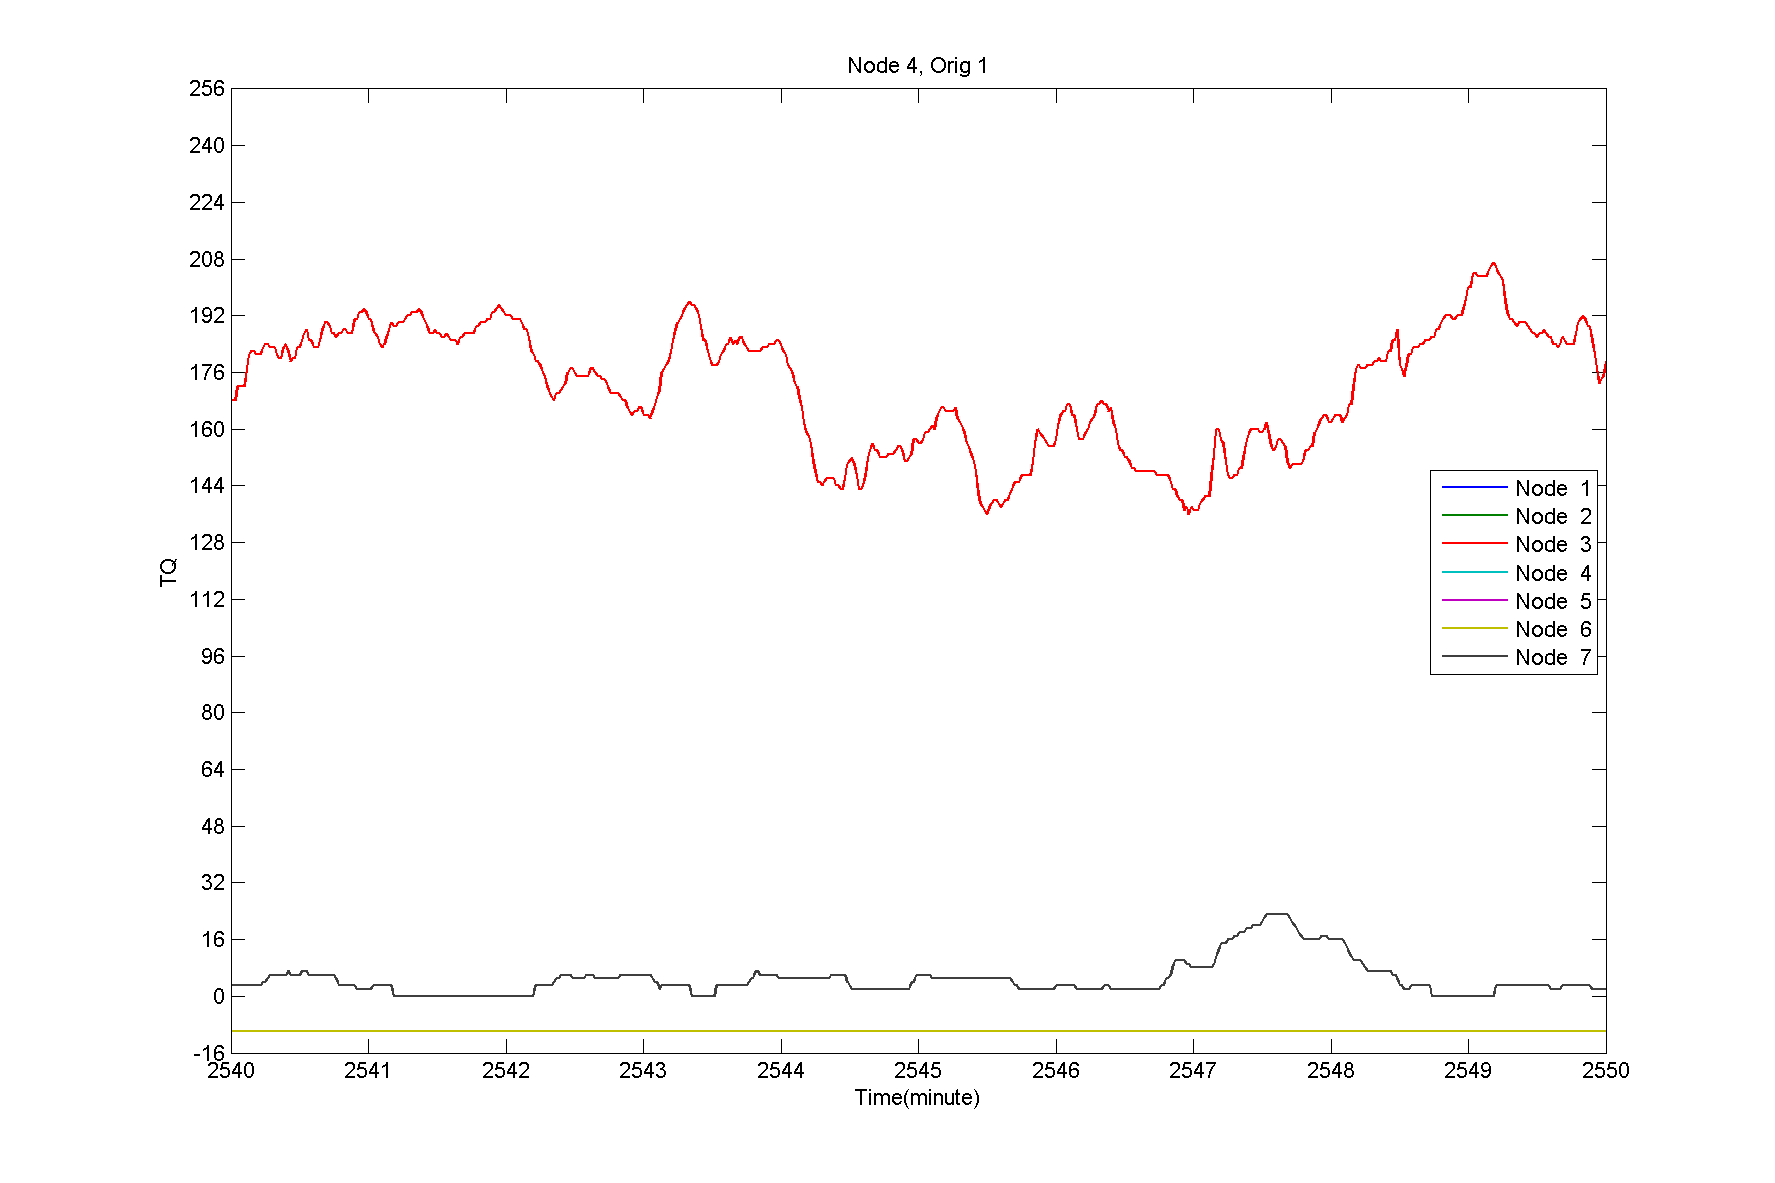 Node 4, Orig 1
256
240
224
208
192
176
160
144
128
112
96
80
64
48
32
16
0
-16
TQ
Node 1
Node 2
Node 3
Node 4
Node 5
Node 6
Node 7
2540 2541 2542 2543 2544 2545 2546 2547 2548 2549 2550
Time(minute)